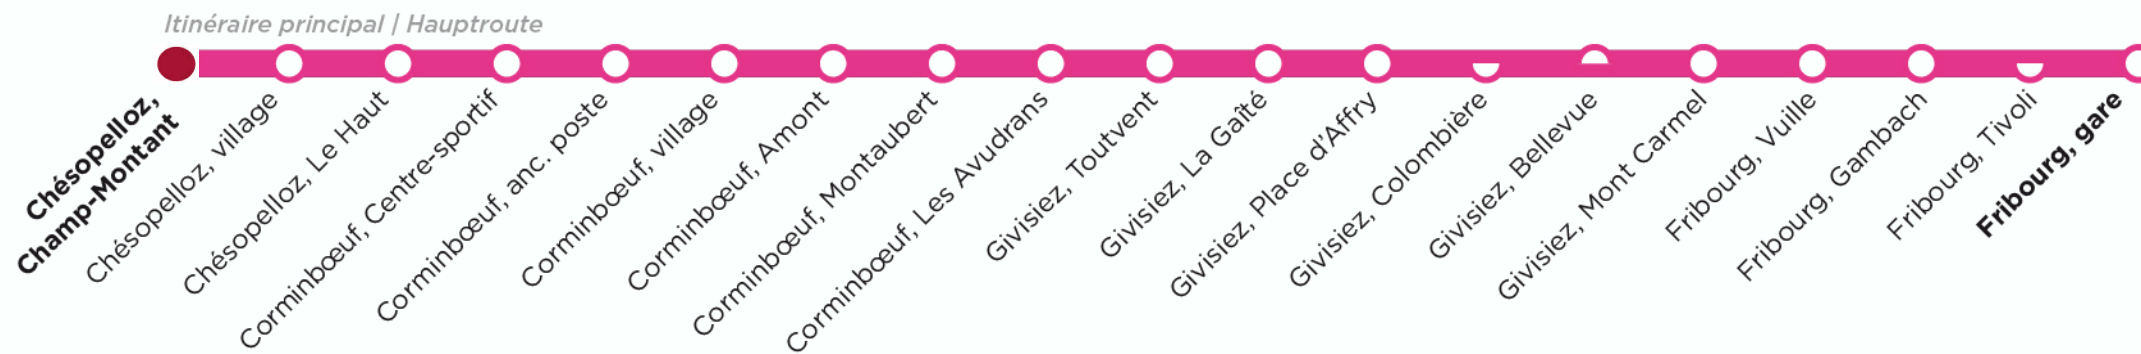 Itinéraire principal | Hauptroute
Chésopelloz,
Champ-Montant
Chésopelloz, village
Chésopelloz, Le Haut
Corminbœuf, Centre-sportif
Corminbœuf, anc. poste
Corminbœuf, village
Corminbœuf, Amont
Corminbœuf, Montaubert
Corminbœuf, Les Avudrans
Givisiez, Toutvent
Givisiez, La Gaîté
Givisiez, Place d'Affry
Givisiez, Colombière
Givisiez, Bellevue
Givisiez, Mont Carmel
Fribourg, Vuille
Fribourg, Gambach
Fribourg, Tivoli
Fribourg, gare